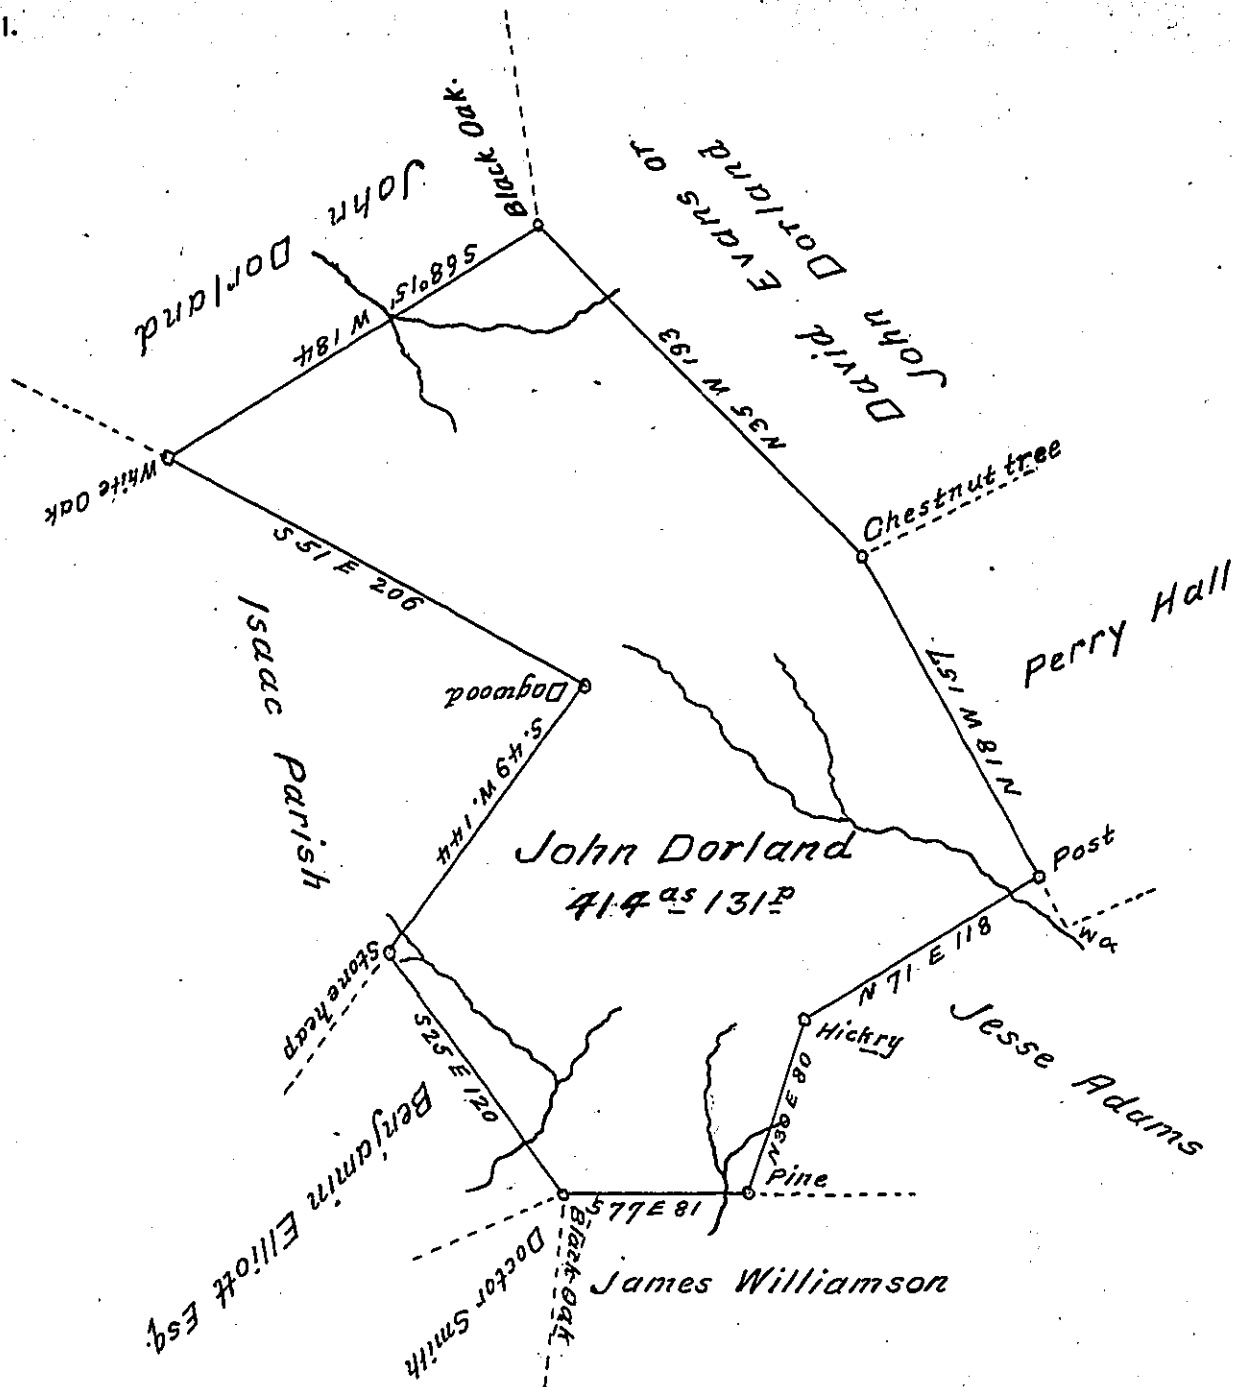 1.
Black Oak.
John
Dorland
David Evans or
John Dorland
S68°15' W 184
N35 W 193
White Oak
Chestnut tree
S 51 E 206
Perry Hall
Isaac Parish
Dogwood
N 18 W 157
S. 49 W. 144
John Dorland
414 as 131 P
Post
Wo
N 71 E 118
Stone heap
Hickry
Jesse Adams
S25 E 120
N38 E 80
Benjamin Elliott Esq.
Pine
S77E 81
Black Oak
Doctor Smith
James Williamson